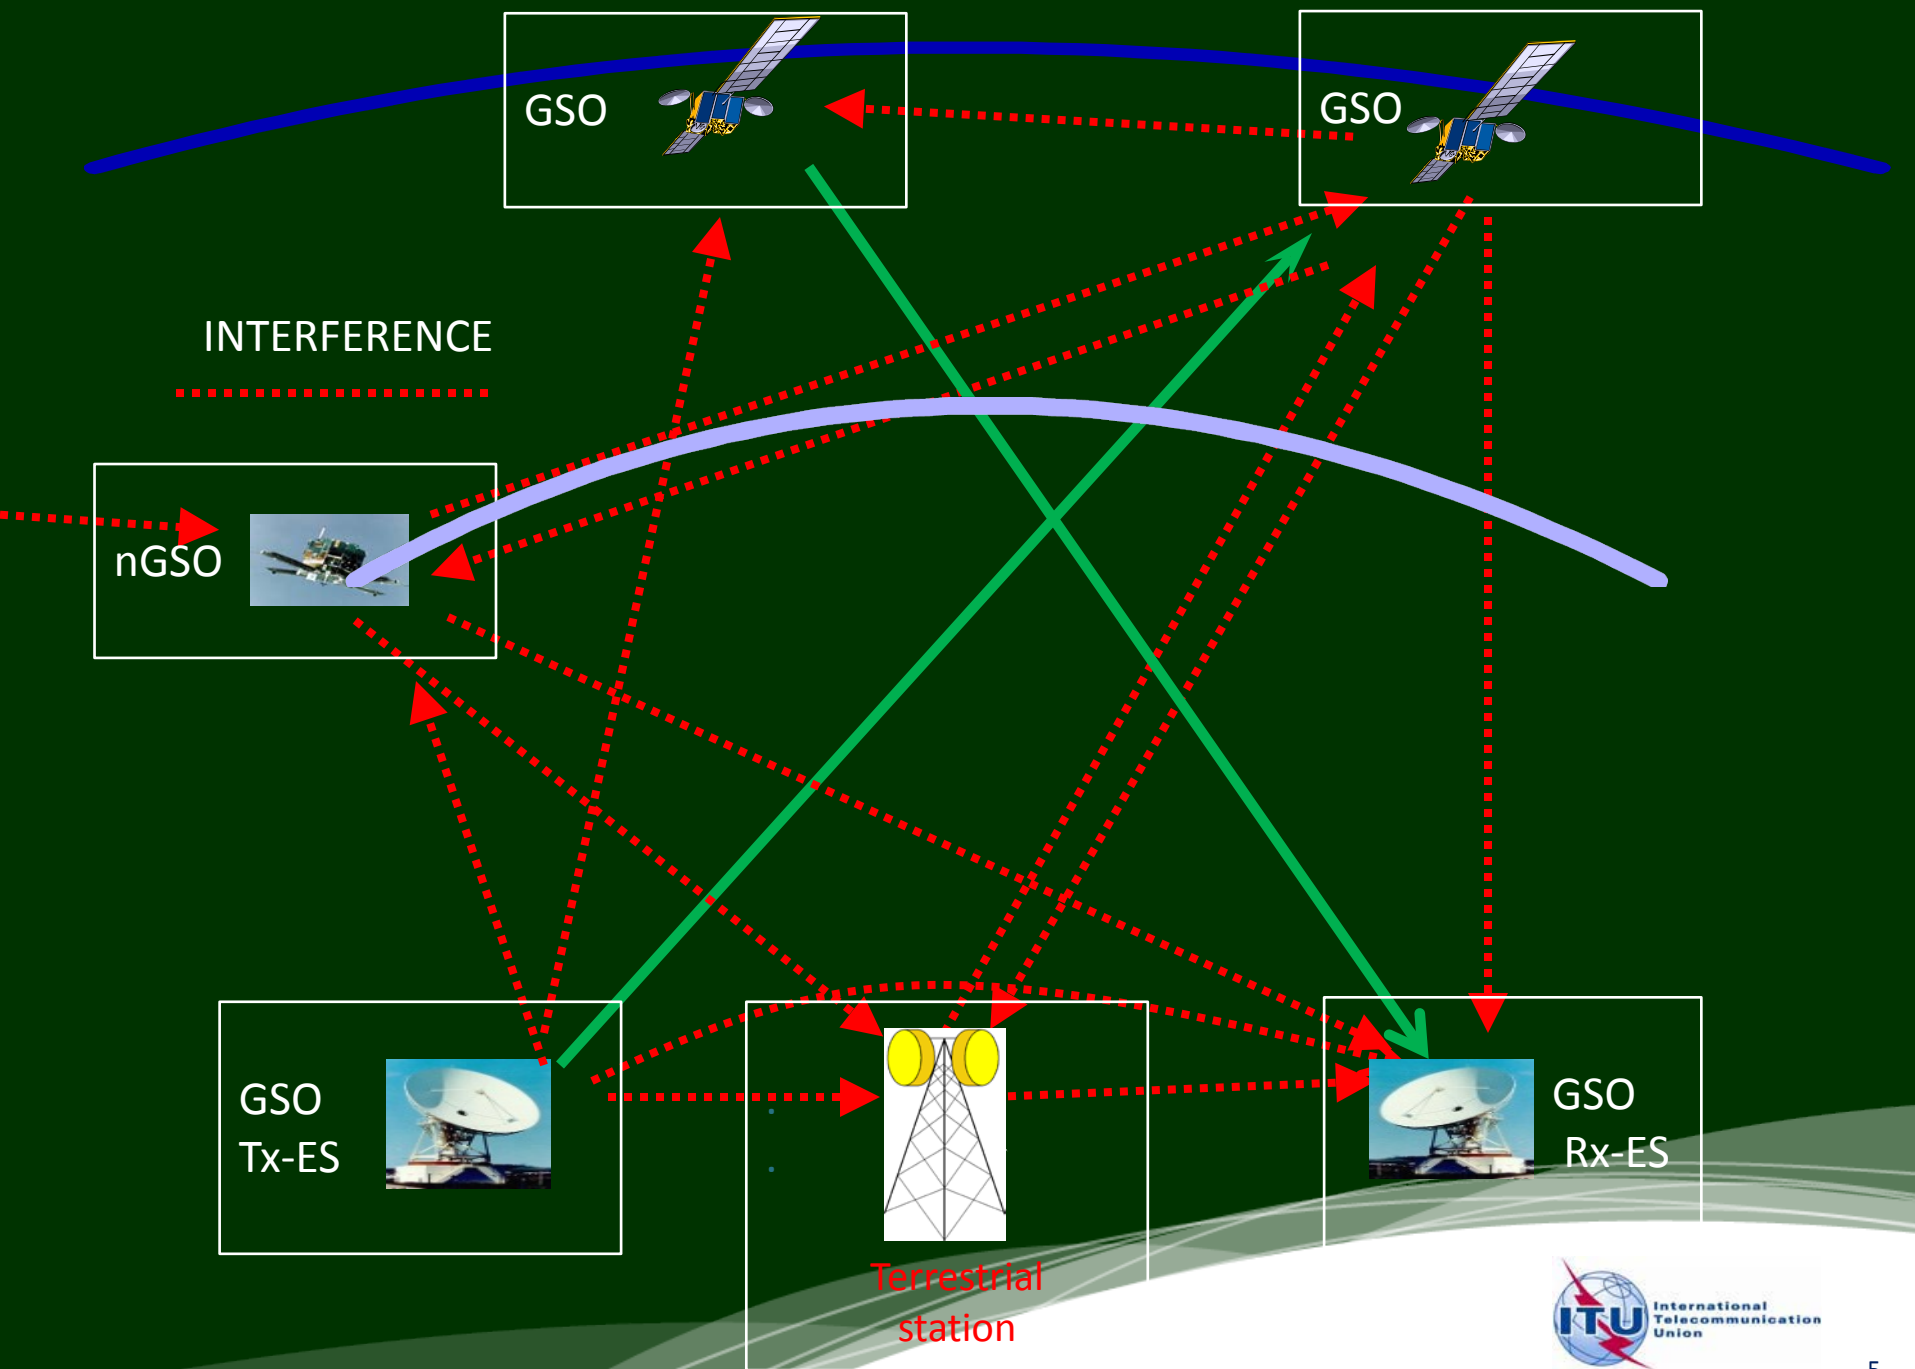 GSO
GSO
INTERFERENCE
nGSO
GSO
Tx-ES
GSO
Rx-ES
Terrestrial
station
ITU
International
Telecommunication
Union